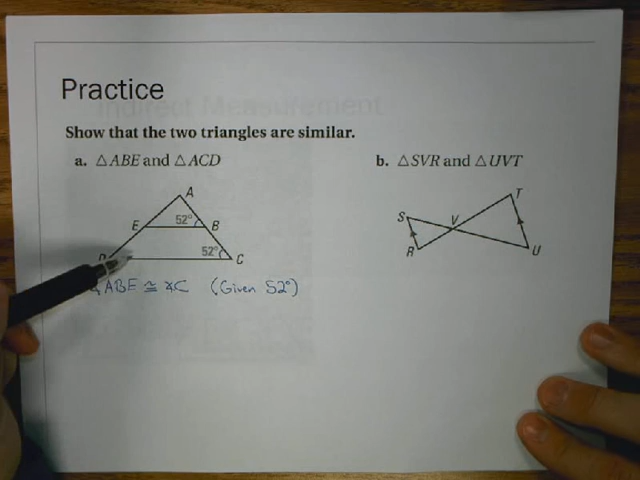 Practice
Show that the two triangles are similar.
a. △ABE and △ACD
b. △SVR and △UVT
A
E
52°
B
52°
C
∡ABE ≅ ∡C (Given 52°)
T
S
V
R
U